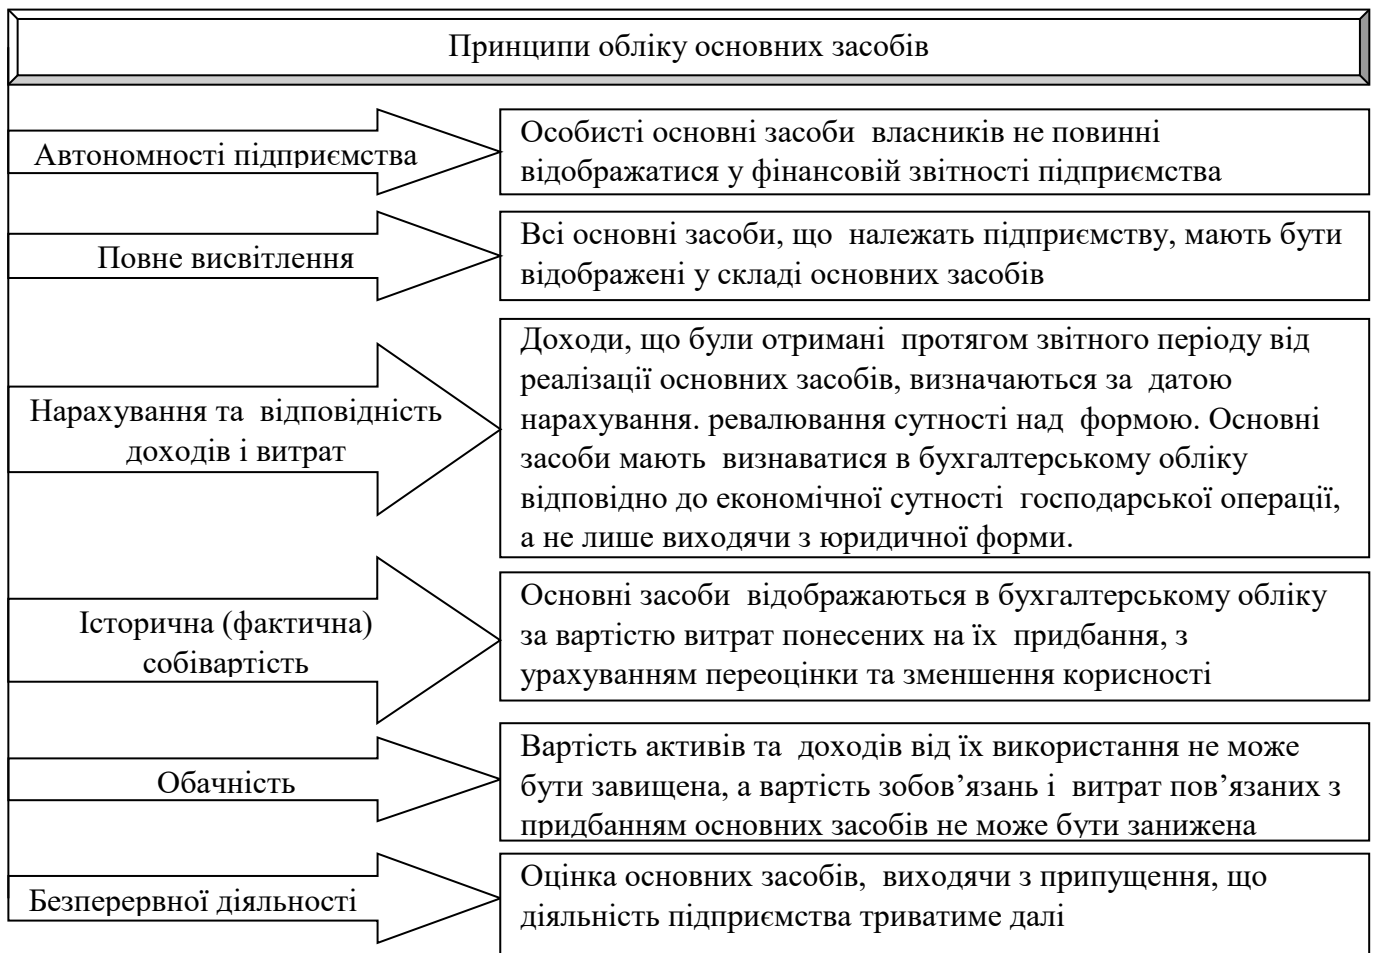 Принципи обліку основних засобів
Автономності підприємства
Особисті основні засоби власників не повинні
відображатися у фінансовій звітності підприємства
Повне висвітлення
Всі основні засоби, що належать підприємству, мають бути
відображені у складі основних засобів
Нарахування та відповідність
доходів і витрат
Доходи, що були отримані протягом звітного періоду від
реалізації основних засобів, визначаються за датою
нарахування. ревалювання сутності над формою. Основні
засоби мають визнаватися в бухгалтерському обліку
відповідно до економічної сутності господарської операції,
а не лише виходячи з юридичної форми.
Історична (фактична)
собівартість
Основні засоби відображаються в бухгалтерському обліку
за вартістю витрат понесених на їх придбання, з
урахуванням переоцінки та зменшення корисності
Обачність
Вартість активів та доходів від їх використання не може
бути завищена, а вартість зобов’язань і витрат пов’язаних з
придбанням основних засобів не може бути занижена
Безперервної діяльності
Оцінка основних засобів, виходячи з припущення, що
діяльність підприємства триватиме далі